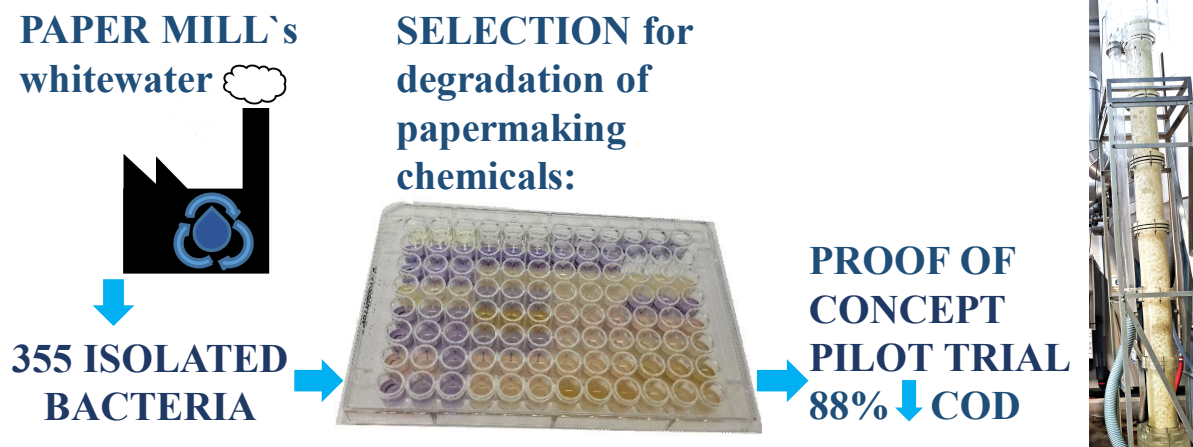 PAPER MILL`s
whitewater
355 ISOLATED
BACTERIA
SELECTION for
degradation of
papermaking
chemicals:
PROOF OF
CONCEPT
PILOT TRIAL
88% COD